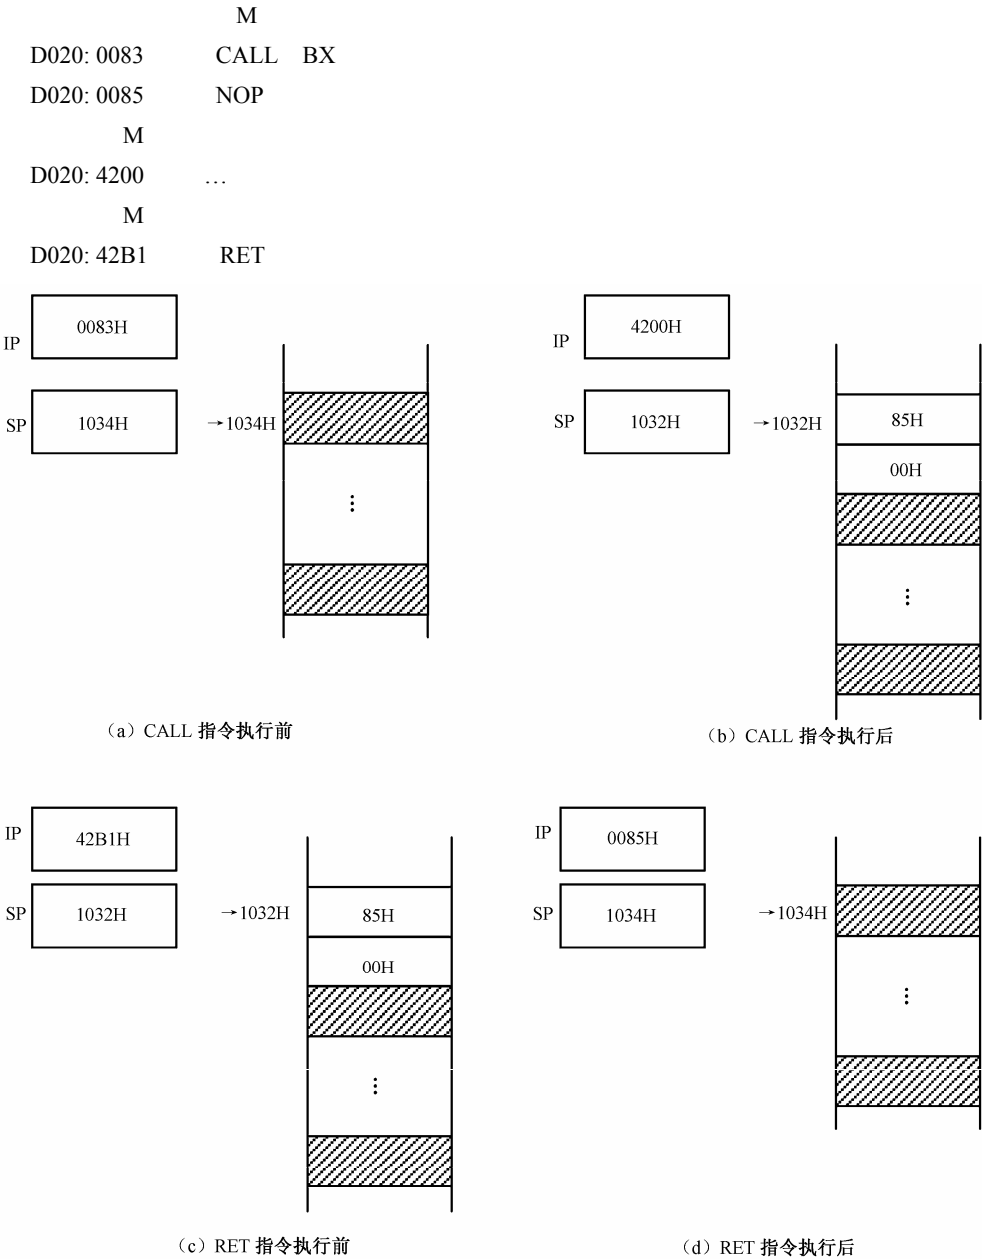 M
D020: 0083 CALL BX
D020: 0085 NOP
M
D020: 4200 …
M
D020: 42B1 RET
IP 0083H
SP 1034H →1034H
⋮
(a) CALL 指令执行前
IP 4200H
SP 1032H →1032H
85H
00H
⋮
(b) CALL 指令执行后
IP 42B1H
SP 1032H →1032H
85H
00H
⋮
(c) RET 指令执行前
IP 0085H
SP 1034H →1034H
⋮
(d) RET 指令执行后